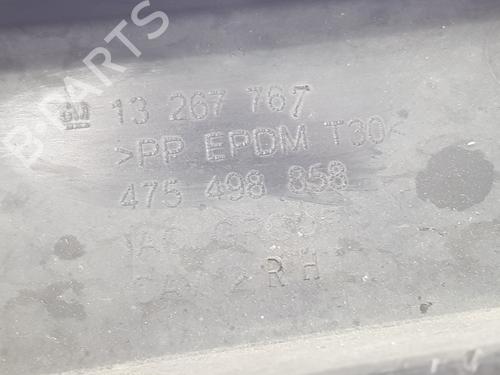 B-PARTS
GM 13 267 767
>PP EPDM T30<
475 498 858
RH